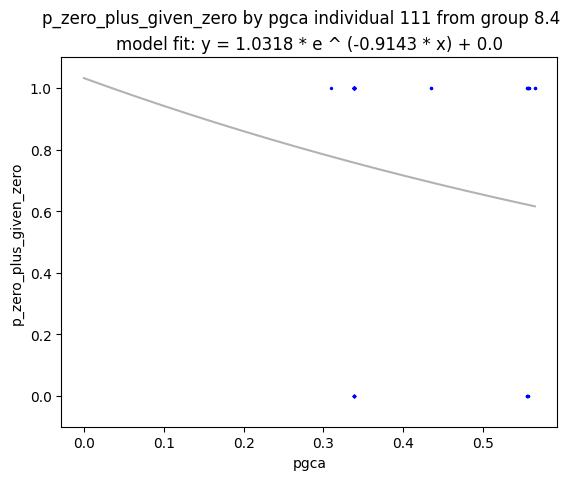 p_zero_plus_given_zero by pgca individual 111 from group 8.4
model fit: y = 1.0318 * e ^ (-0.9143 * x) + 0.0
1.0
0.8
0.6
0.4
0.2
0.0
p_zero_plus_given_zero
0.0 0.1 0.2 0.3 0.4 0.5
pgca